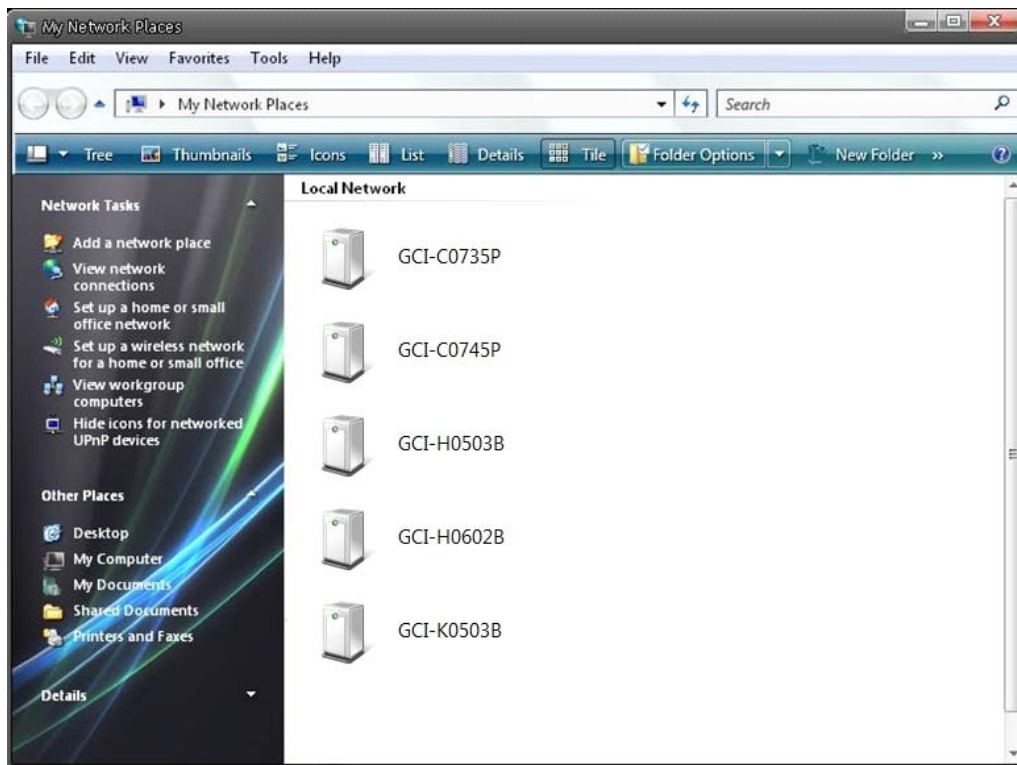 My Network Places
File Edit View Favorites Tools Help
My Network Places
Search
Tree Thumbnails Icons List Details Tile Folder Options New Folder »
Network Tasks
Add a network place
View network
connections
Set up a home or small
office network
Set up a wireless network
for a home or small office
View workgroup
computers
Hide icons for networked
UPnP devices
Other Places
Desktop
My Computer
My Documents
Shared Documents
Printers and Faxes
Details
Local Network
GCI-C0735P
GCI-C0745P
GCI-H0503B
GCI-H0602B
GCI-K0503B